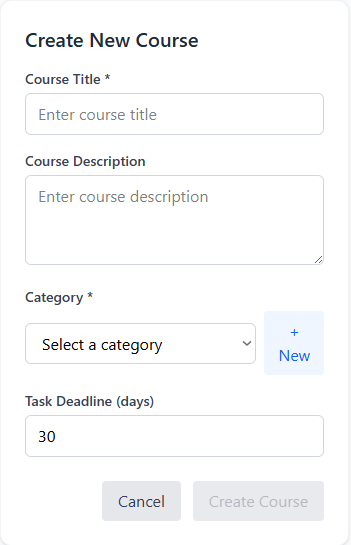 Create New Course
Course Title *
Enter course title
Course Description
Enter course description
Category *
Select a category
+
New
Task Deadline (days)
30
Cancel
Create Course